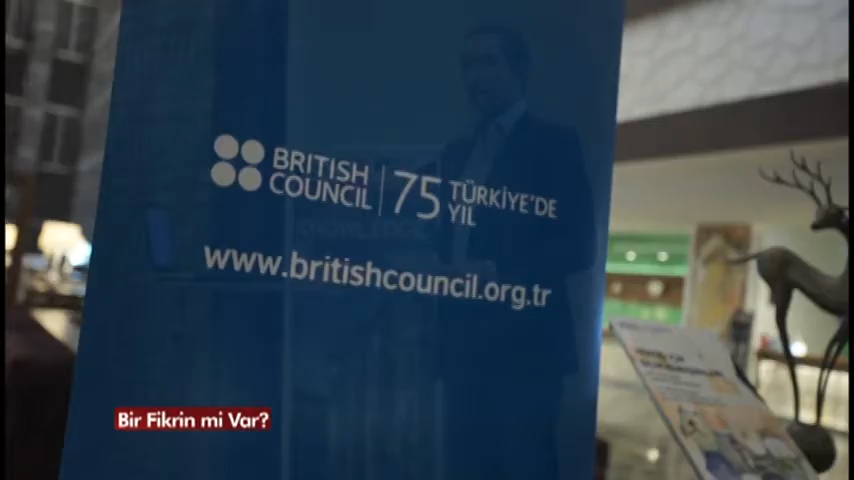 BRITISH
COUNCIL
75 TÜRKİYE'DE
YIL
www.britishcouncil.org.tr
Bir Fikrin mi Var?